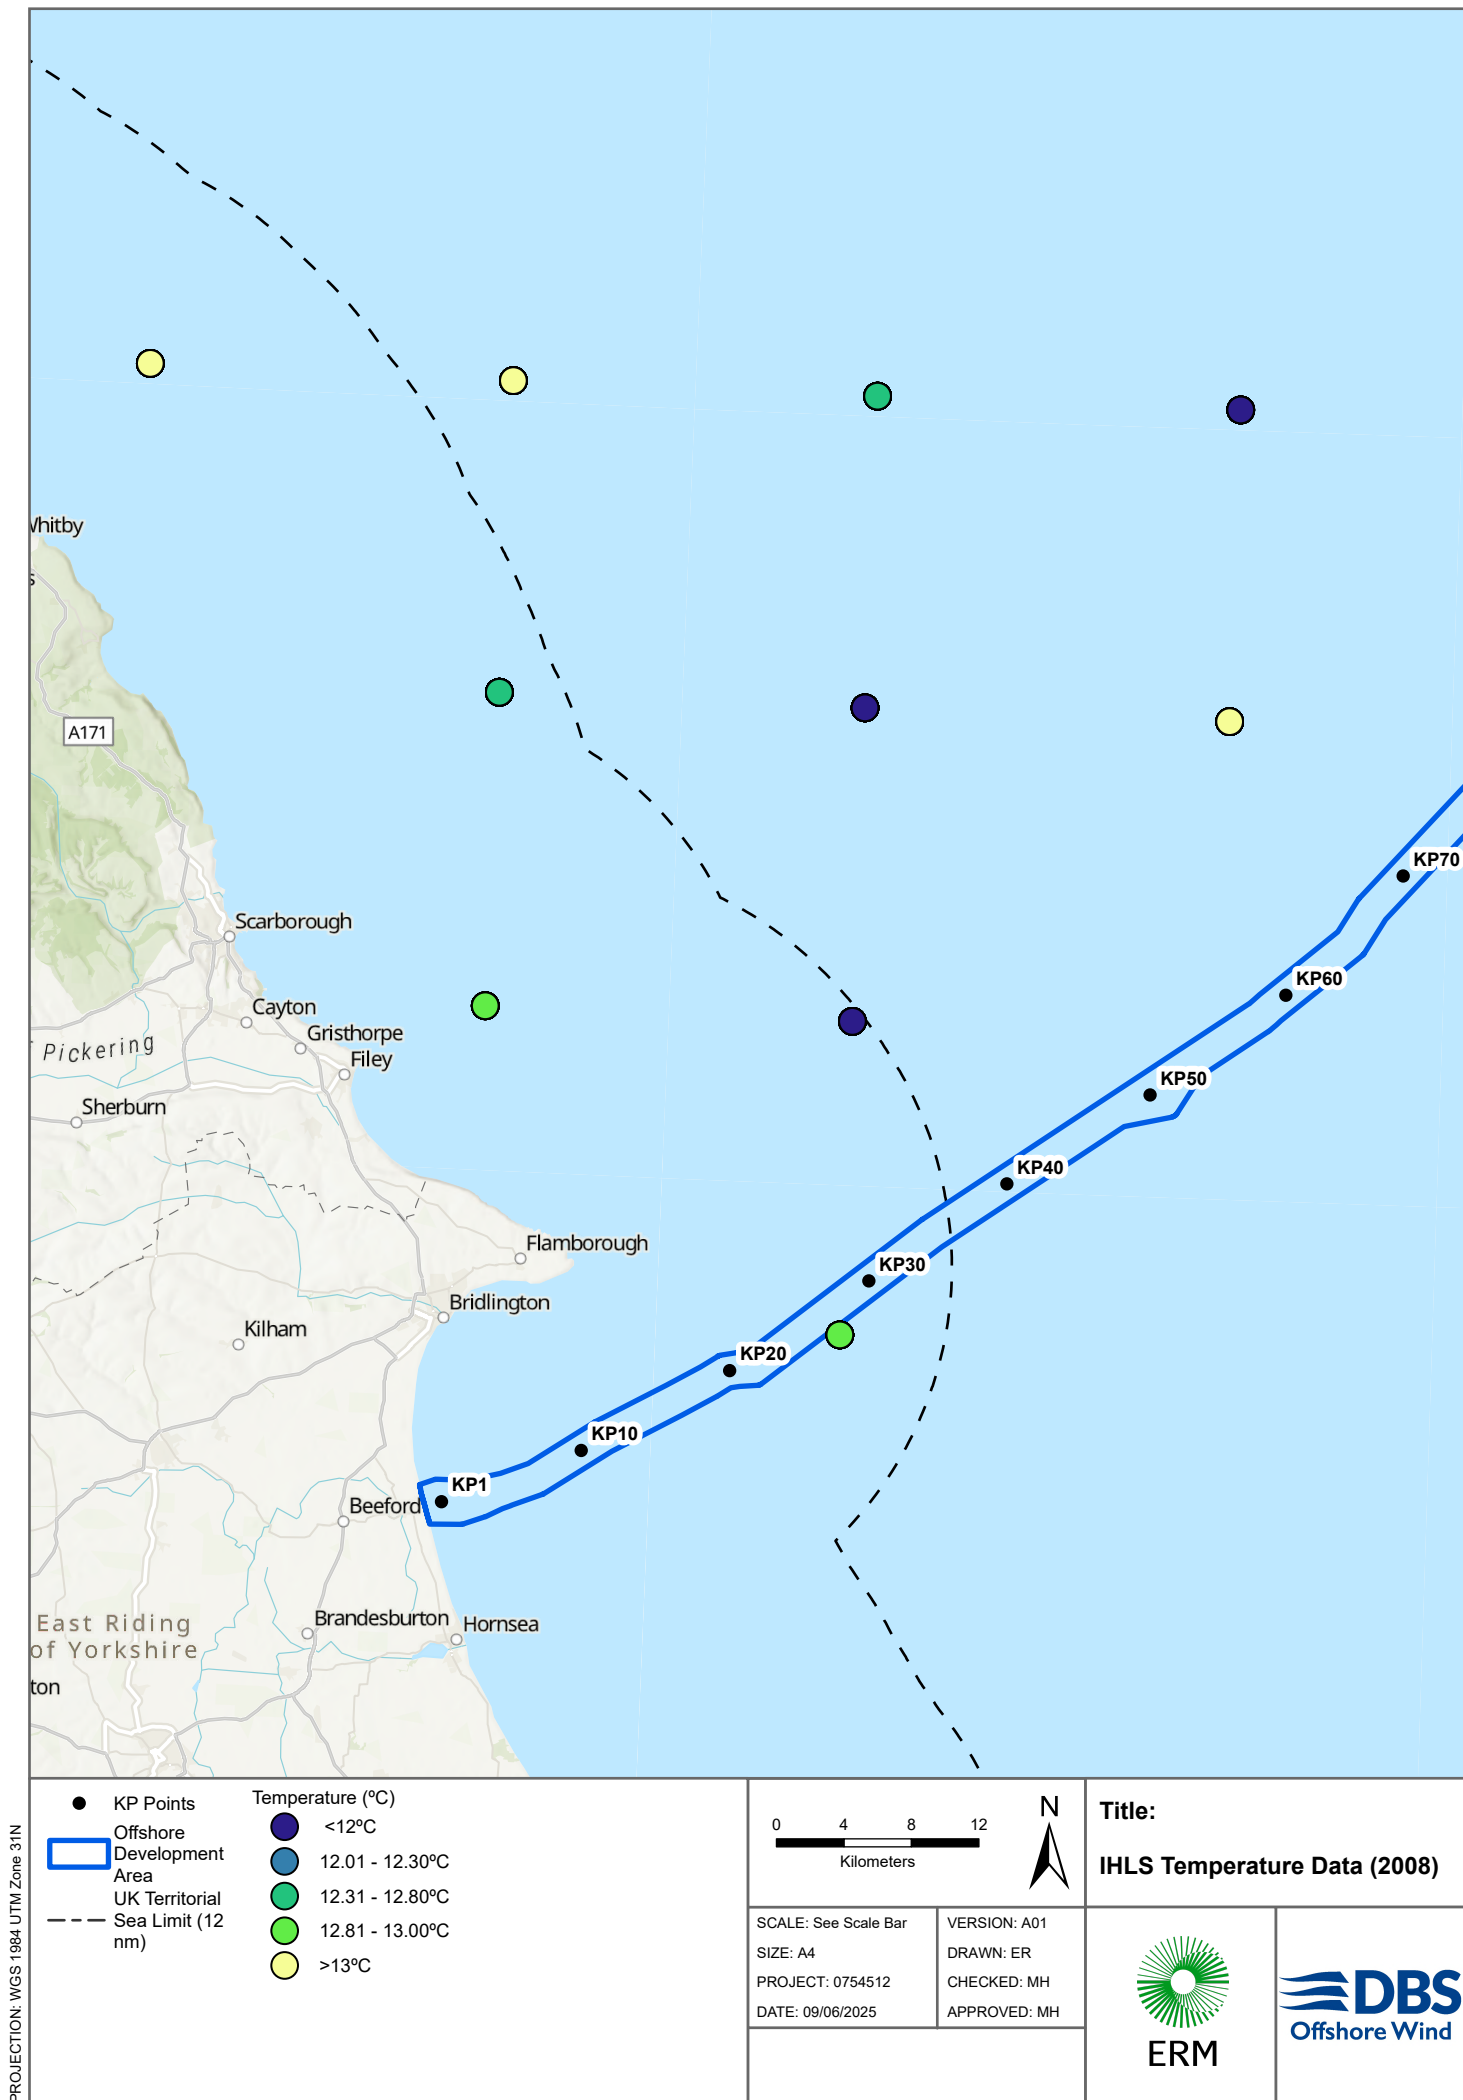 Whitby
s
A171
Scarborough
Cayton
Gristhorpe
Filey
Pickering
Sherburn
Flamborough
Bridlington
Kilham
Beeford
Brandesburton
Hornsea
East Riding
of Yorkshire
ton
KP70
KP60
KP50
KP40
KP30
KP20
KP10
KP1
PROJECTION: WGS 1984 UTM Zone 31N
KP Points
Offshore
Development
Area
UK Territorial
Sea Limit (12
nm)
Temperature (ºC)
<12ºC
12.01 - 12.30ºC
12.31 - 12.80ºC
12.81 - 13.00ºC
>13ºC
0 4 8 12
Kilometers
N
SCALE: See Scale Bar
SIZE: A4
PROJECT: 0754512
DATE: 09/06/2025
VERSION: A01
DRAWN: ER
CHECKED: MH
APPROVED: MH
Title:
IHLS Temperature Data (2008)
ERM
DBS
Offshore Wind